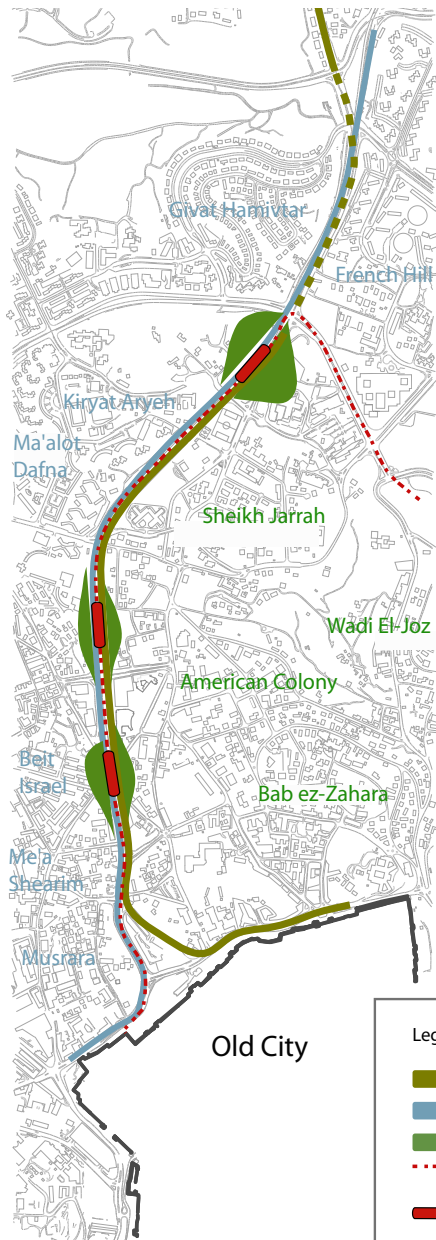 Givat Hamivtar
French Hill
Kiryat Aryeh
Ma'alot
Dafna
Sheikh Jarrah
Wadi El-Joz
American Colony
Beit
Israel
Bab ez-Zahara
Me'a
Shearim
Musrara
Old City
Leg